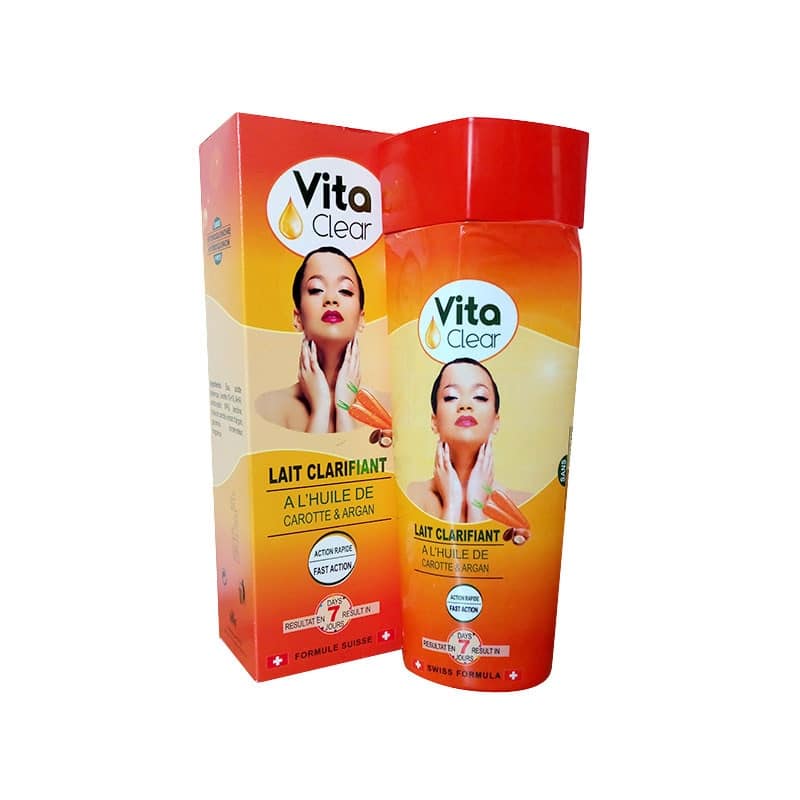 Vita
Clear
LAIT CLARIFIANT
A L'HUILE DE
CAROTTE & ARGAN
ACTION RAPIDE
FAST ACTION
DAYS
RESULTAT EN 7 RESULT IN
JOURS
FORMULE SUISSE
Vita
Clear
LAIT CLARIFIANT
A L'HUILE DE
CAROTTE & ARGAN
ACTION RAPIDE
FAST ACTION
DAYS
RESULTAT EN 7 RESULT IN
JOURS
SWISS FORMULA
SANS